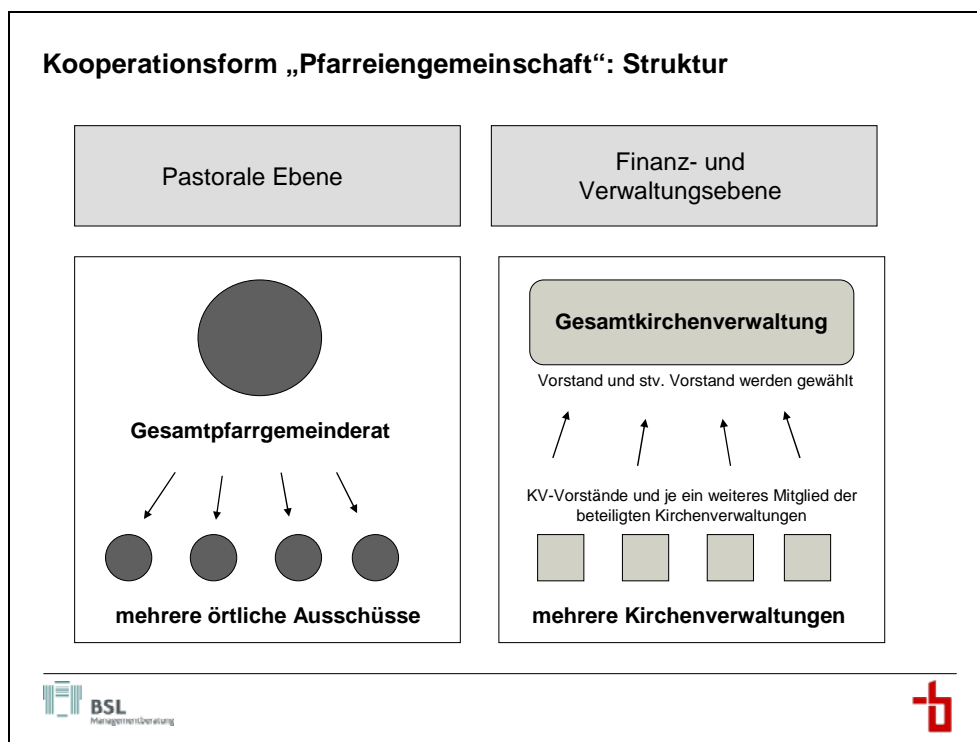 Kooperationsform „Pfarreiengemeinschaft“: Struktur
Pastorale Ebene
Finanz- und
Verwaltungsebene
Gesamtpfarrgemeinderat
mehrere örtliche Ausschüsse
Gesamtkirchenverwaltung
Vorstand und stv. Vorstand werden gewählt
KV-Vorstände und je ein weiteres Mitglied der
beteiligten Kirchenverwaltungen
mehrere Kirchenverwaltungen
BSL
Managementberatung